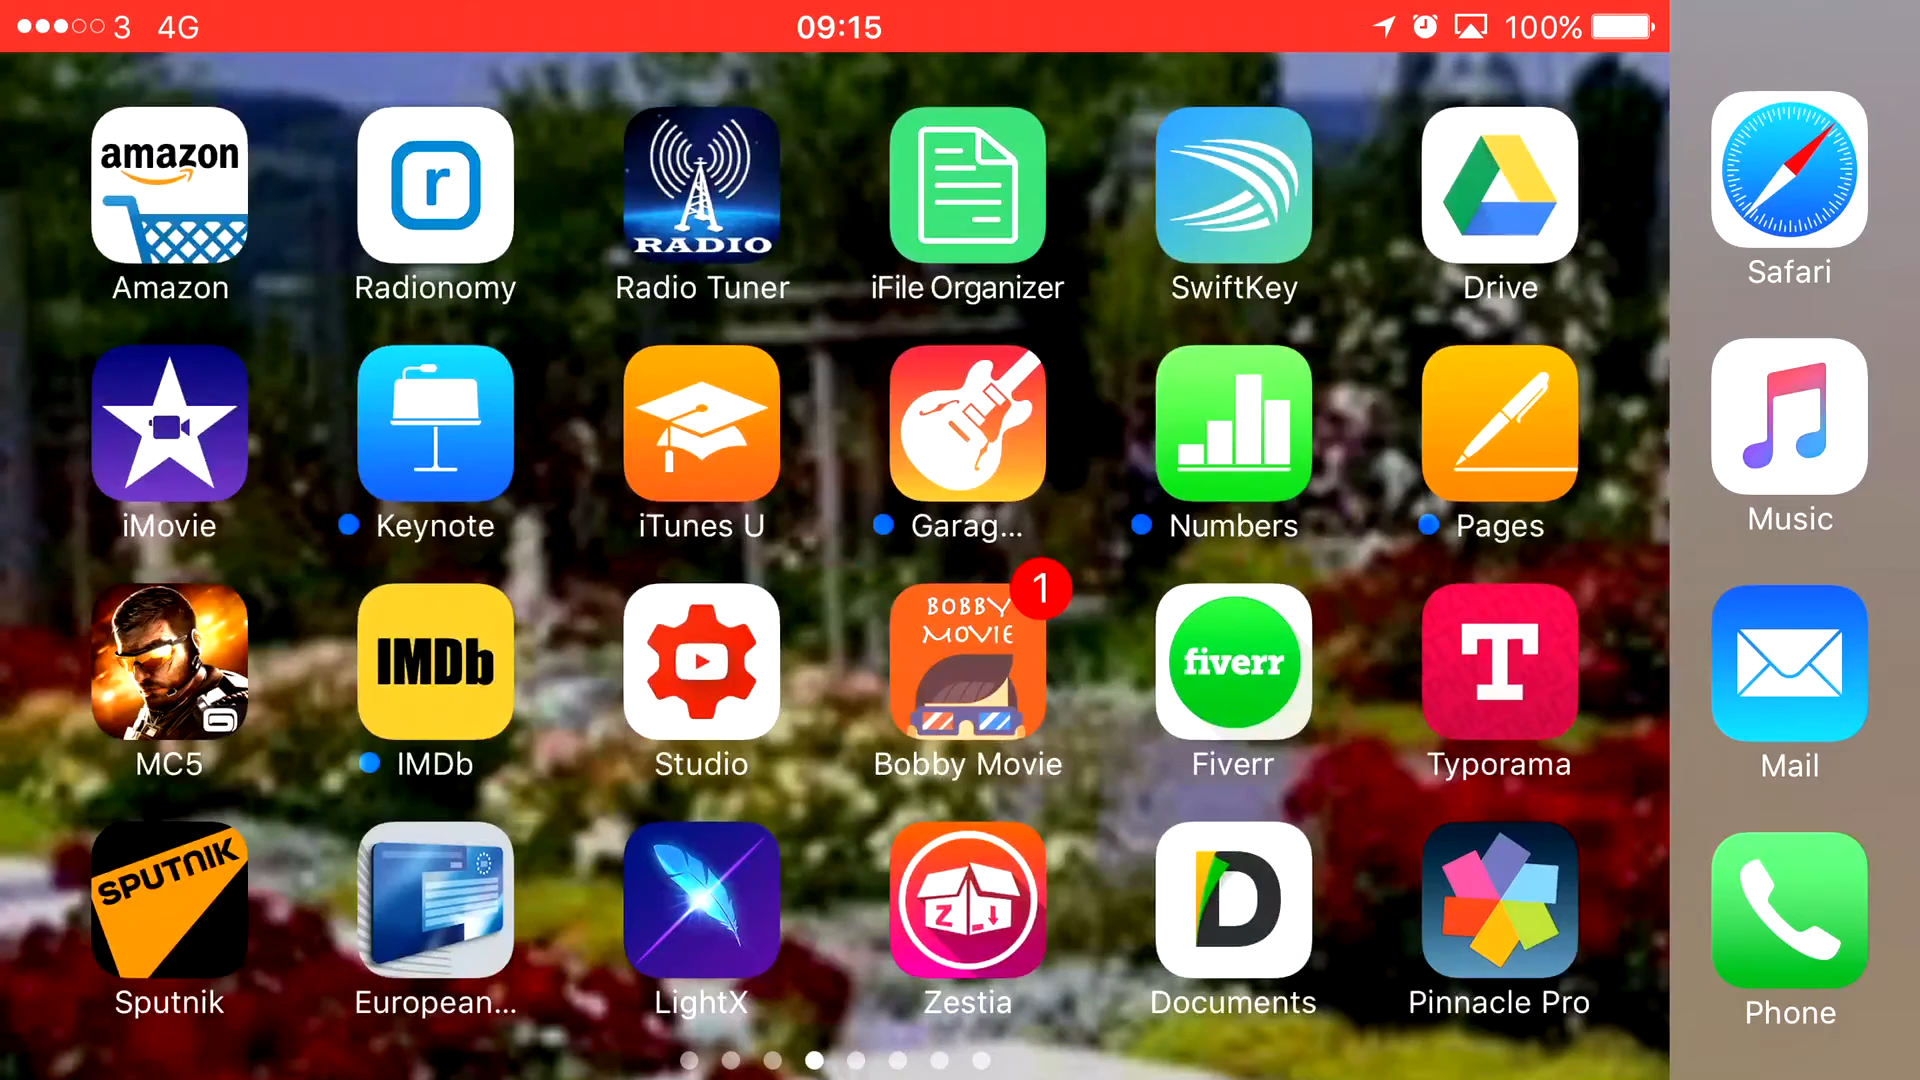 3 4G 09:15 100%
amazon
r
RADIO
Amazon Radionomy Radio Tuner iFile Organizer SwiftKey Drive Safari
iMovie Keynote iTunes U Garag... Numbers Pages Music
1
BOBBY
MOVIE
IMDb
fiverr
T
MC5 IMDb Studio Bobby Movie Fiverr Typorama Mail
SPUTNIK
Z
D
Sputnik European... LightX Zestia Documents Pinnacle Pro Phone